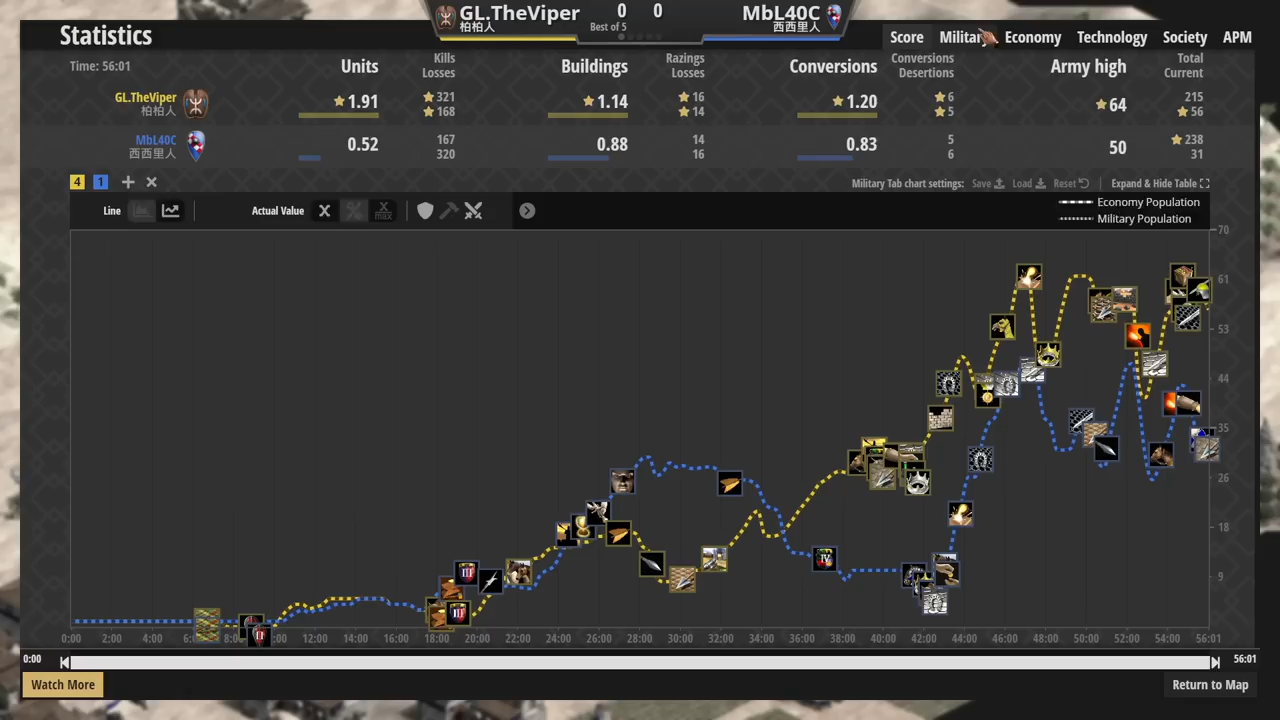 GL.TheViper 0 0 MbL40C
柏柏人 Best of 5 西西里人
Statistics
Score Military Economy Technology Society APM
Time: 56:01
Units Kills Losses Buildings Razings Losses Conversions Conversions Desertions Army high Total Current
GL.TheViper 1.91 321 1.14 16 1.20 6 64 215
柏柏人 168 14 5 56
MbL40C 0.52 167 0.88 14 0.83 5 50 238
西西里人 320 16 6 31
4 1 Military Tab chart settings: Save Load Reset Expand & Hide Table
Line Actual Value X X max
Economy Population
Military Population
70
61
53
44
35
26
18
9
III
III
II
IV
0:00 2:00 4:00 6:00 8:00 10:00 12:00 14:00 16:00 18:00 20:00 22:00 24:00 26:00 28:00 30:00 32:00 34:00 36:00 38:00 40:00 42:00 44:00 46:00 48:00 50:00 52:00 54:00 56:01
0:00 56:01
Watch More Return to Map